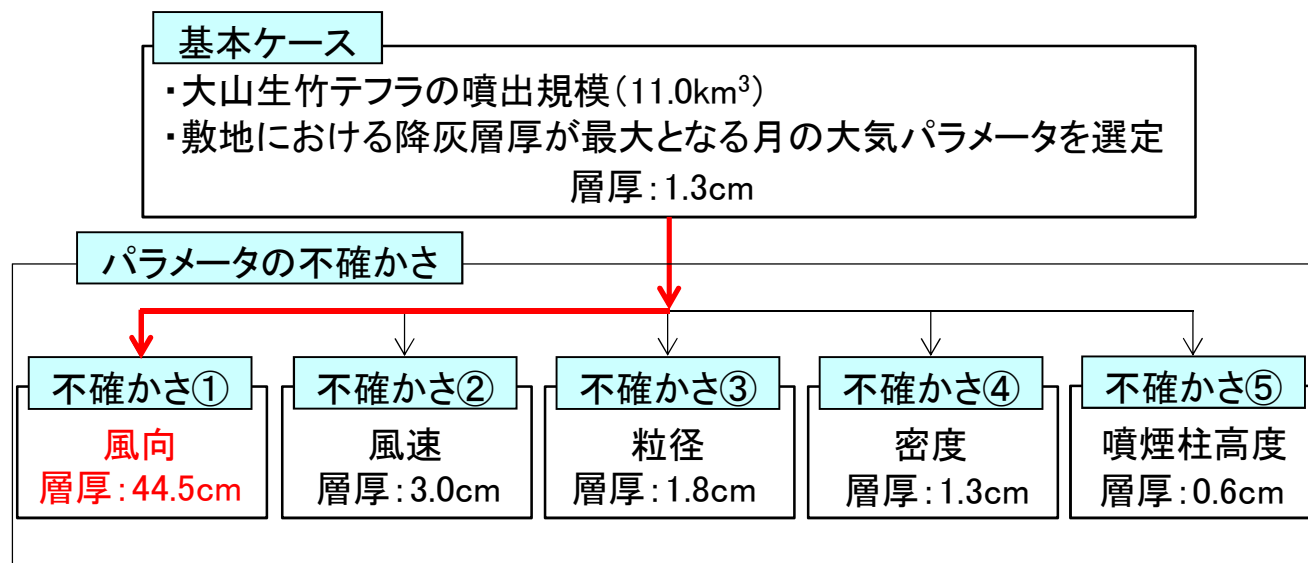 基本ケース
・大山生竹テフラの噴出規模(11.0km³)
・敷地における降灰層厚が最大となる月の大気パラメータを選定
層厚:1.3cm
パラメータの不確かさ
不確かさ①
風向
層厚:44.5cm
不確かさ②
風速
層厚:3.0cm
不確かさ③
粒径
層厚:1.8cm
不確かさ④
密度
層厚:1.3cm
不確かさ⑤
噴煙柱高度
層厚:0.6cm